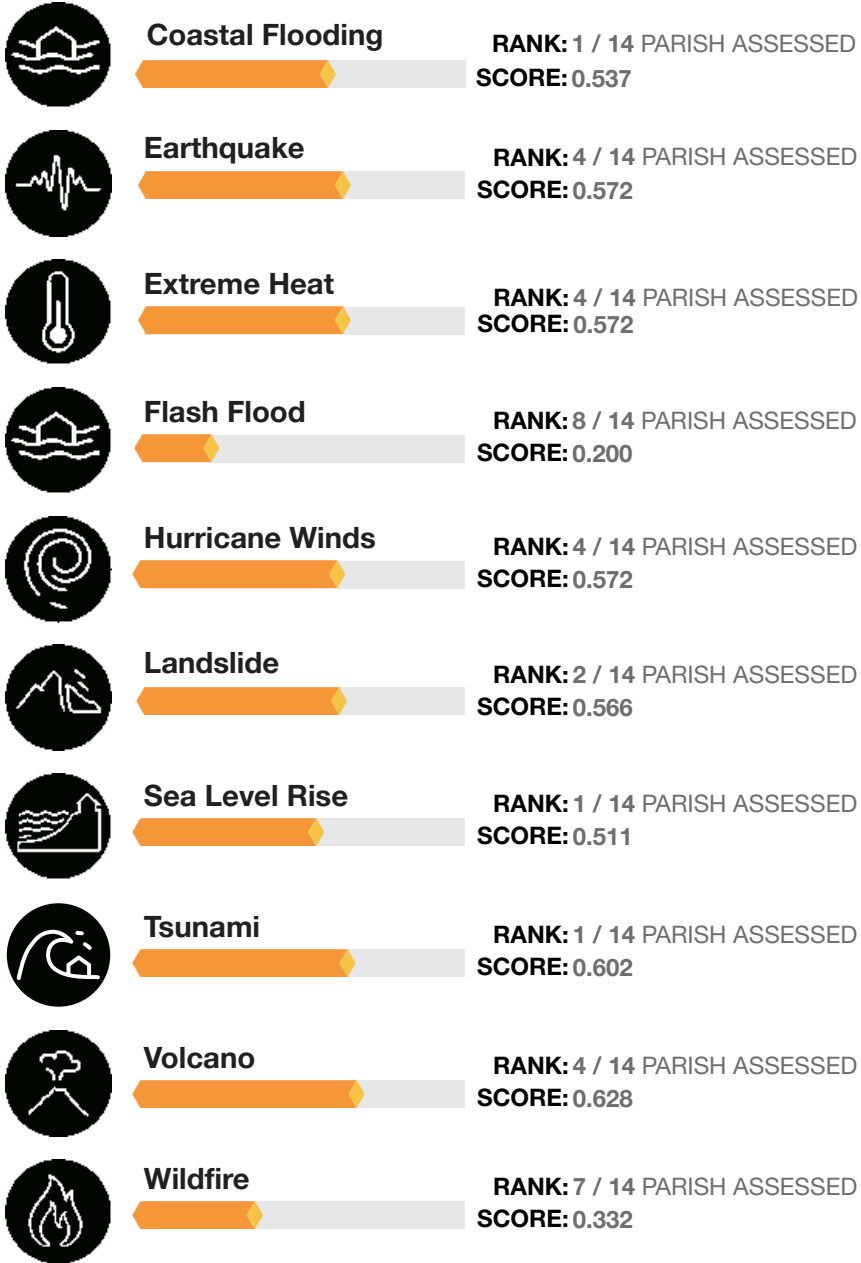 Coastal Flooding
RANK: 1 / 14 PARISH ASSESSED
SCORE: 0.537
Earthquake
RANK: 4 / 14 PARISH ASSESSED
SCORE: 0.572
Extreme Heat
RANK: 4 / 14 PARISH ASSESSED
SCORE: 0.572
Flash Flood
RANK: 8 / 14 PARISH ASSESSED
SCORE: 0.200
Hurricane Winds
RANK: 4 / 14 PARISH ASSESSED
SCORE: 0.572
Landslide
RANK: 2 / 14 PARISH ASSESSED
SCORE: 0.566
Sea Level Rise
RANK: 1 / 14 PARISH ASSESSED
SCORE: 0.511
Tsunami
RANK: 1 / 14 PARISH ASSESSED
SCORE: 0.602
Volcano
RANK: 4 / 14 PARISH ASSESSED
SCORE: 0.628
Wildfire
RANK: 7 / 14 PARISH ASSESSED
SCORE: 0.332